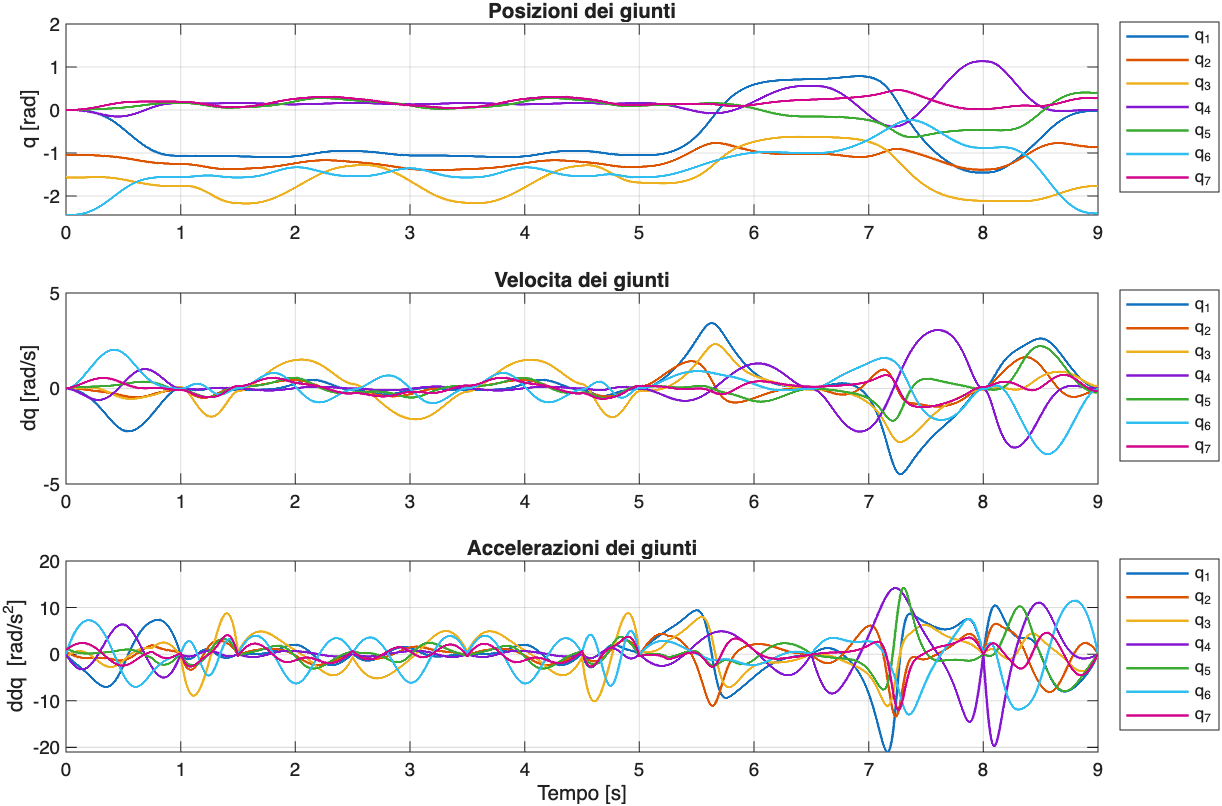 Posizioni dei giunti
q [rad]
2
1
0
-1
-2
0 1 2 3 4 5 6 7 8 9
q1
q2
q3
q4
q5
q6
q7
Velocita dei giunti
dq [rad/s]
5
0
-5
0 1 2 3 4 5 6 7 8 9
q1
q2
q3
q4
q5
q6
q7
Accelerazioni dei giunti
ddq [rad/s²]
20
10
0
-10
-20
0 1 2 3 4 5 6 7 8 9
Tempo [s]
q1
q2
q3
q4
q5
q6
q7